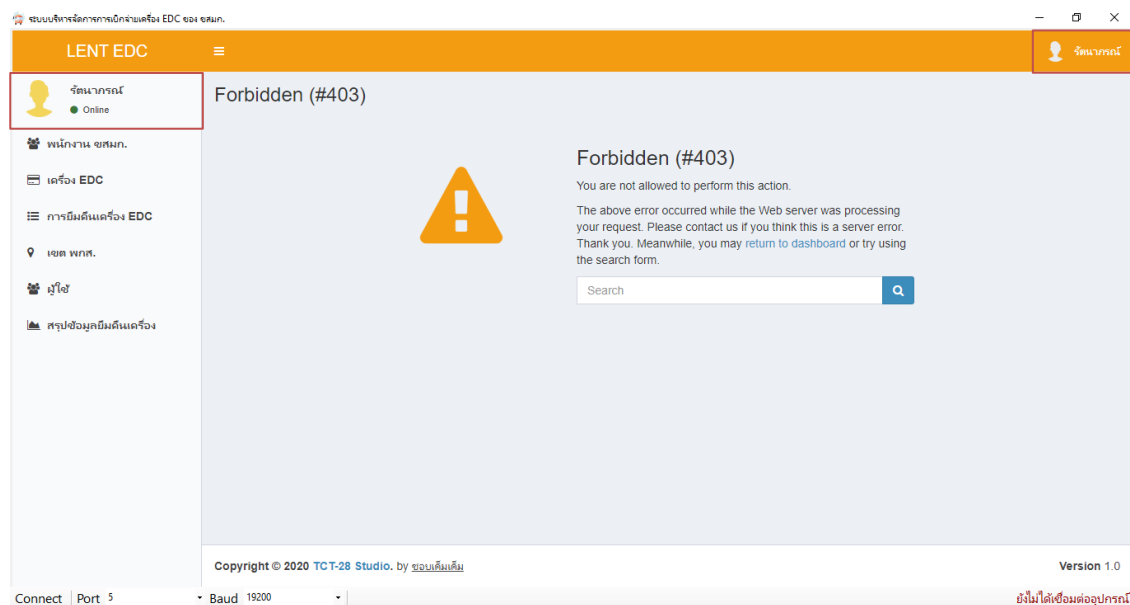 ระบบบริหารจัดการการเบิกจ่ายเครื่อง EDC ของ ขสมก.
LENT EDC
รัตนาภรณ์
รัตนาภรณ์
Online
Forbidden (#403)
พนักงาน ขสมก.
เครื่อง EDC
การยืมคืนเครื่อง EDC
เขต พกส.
ผู้ใช้
สรุปข้อมูลยืมคืนเครื่อง
Forbidden (#403)
You are not allowed to perform this action.
The above error occurred while the Web server was processing
your request. Please contact us if you think this is a server error.
Thank you. Meanwhile, you may return to dashboard or try using
the search form.
Search
Copyright © 2020 TCT-28 Studio. by ชอบเค็มเค็ม
Version 1.0
Connect Port 5 Baud 19200
ยังไม่ได้เชื่อมต่ออุปกรณ์